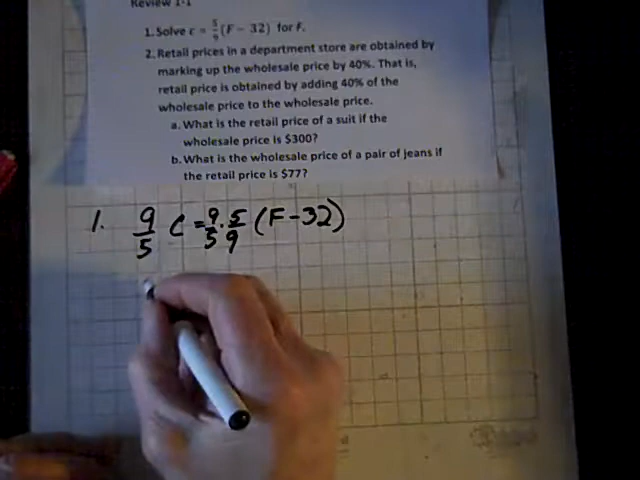 Review 1-1
1. Solve c = 5/9 (F - 32) for F.
2. Retail prices in a department store are obtained by
marking up the wholesale price by 40%. That is,
retail price is obtained by adding 40% of the
wholesale price to the wholesale price.
a. What is the retail price of a suit if the
wholesale price is $300?
b. What is the wholesale price of a pair of jeans if
the retail price is $77?
1. 9/5 C = 9/5 · 5/9 (F - 32)